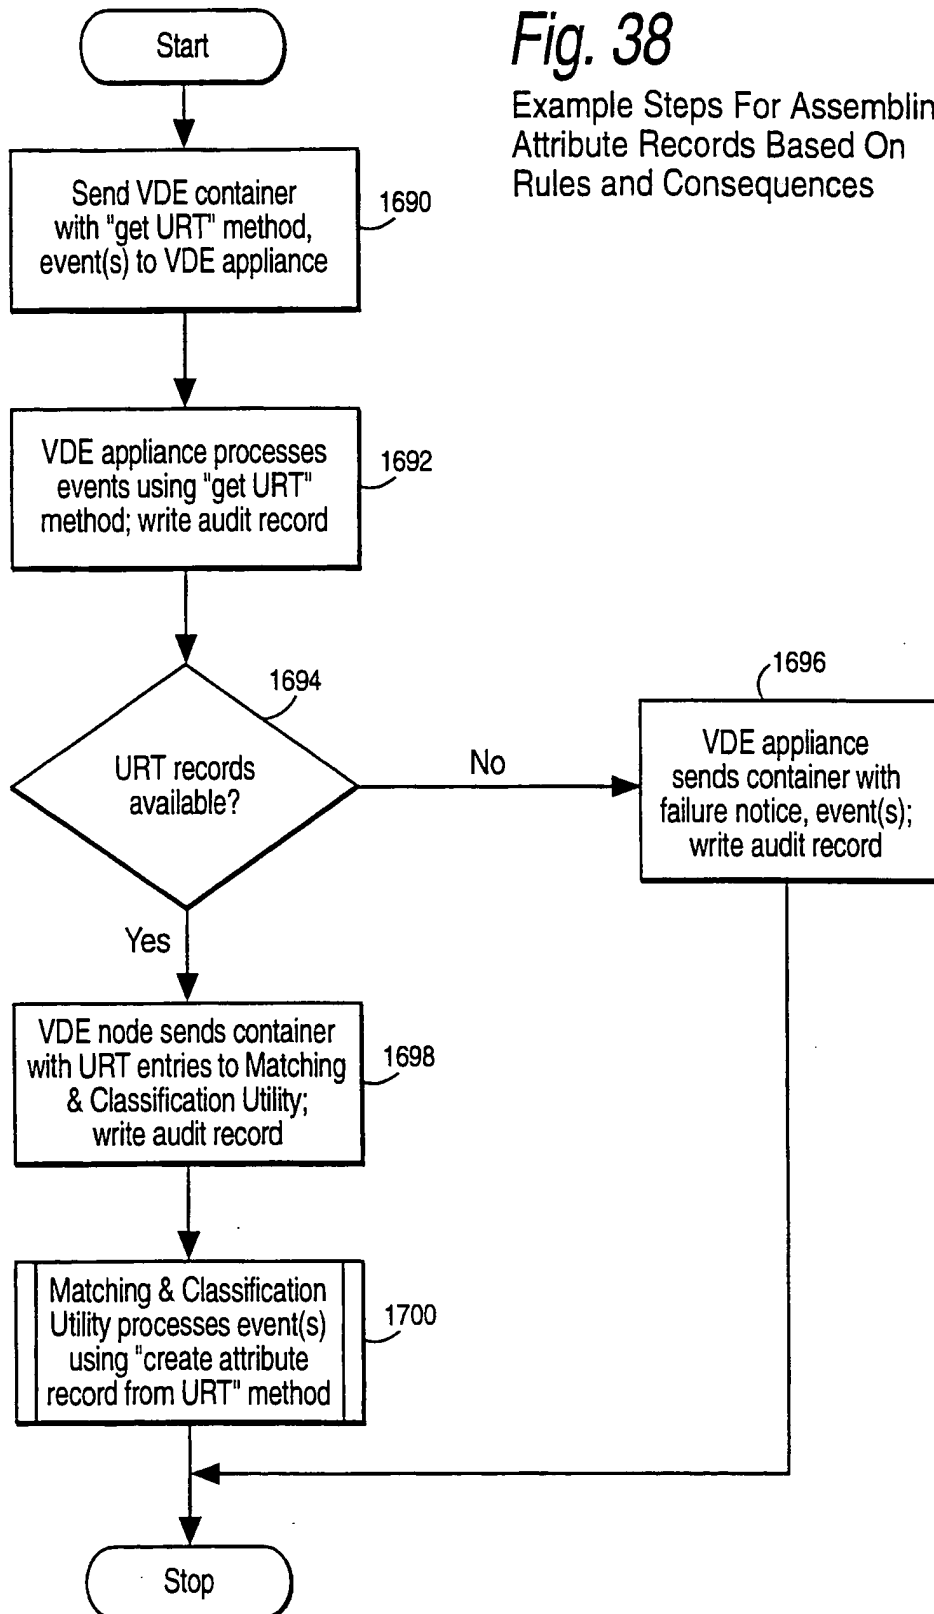 Fig. 38
Example Steps For Assemblin
Attribute Records Based On
Rules and Consequences
Start
Send VDE container
with "get URT" method,
event(s) to VDE appliance
1690
VDE appliance processes
events using "get URT"
method; write audit record
1692
URT records
available?
1694
No
1696
VDE appliance
sends container with
failure notice, event(s);
write audit record
Yes
VDE node sends container
with URT entries to Matching
& Classification Utility;
write audit record
1698
Matching & Classification
Utility processes event(s)
using "create attribute
record from URT" method
1700
Stop